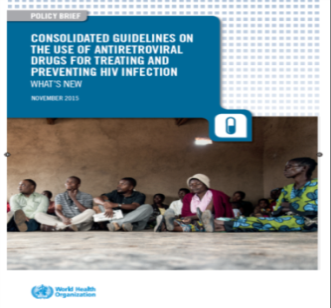 POLICY BRIEF
CONSOLIDATED GUIDELINES ON
THE USE OF ANTIRETROVIRAL
DRUGS FOR TREATING AND
PREVENTING HIV INFECTION
WHAT'S NEW
NOVEMBER 2015
World Health
Organization